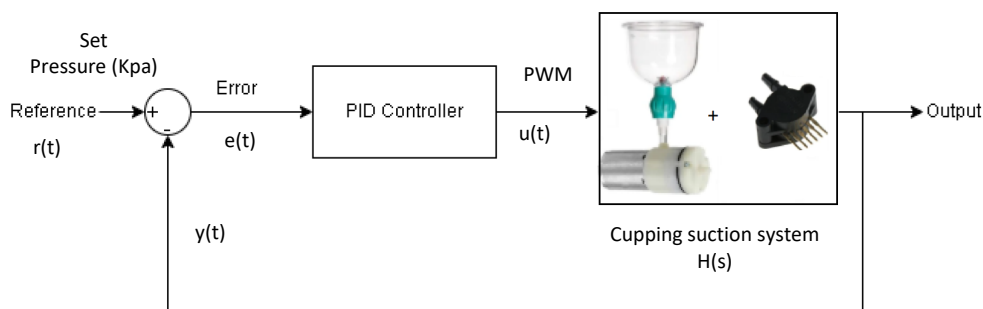 Set
Pressure (Kpa)
Reference
r(t)
+
-
Error
e(t)
PID Controller
PWM
u(t)
+
Output
y(t)
Cupping suction system
H(s)